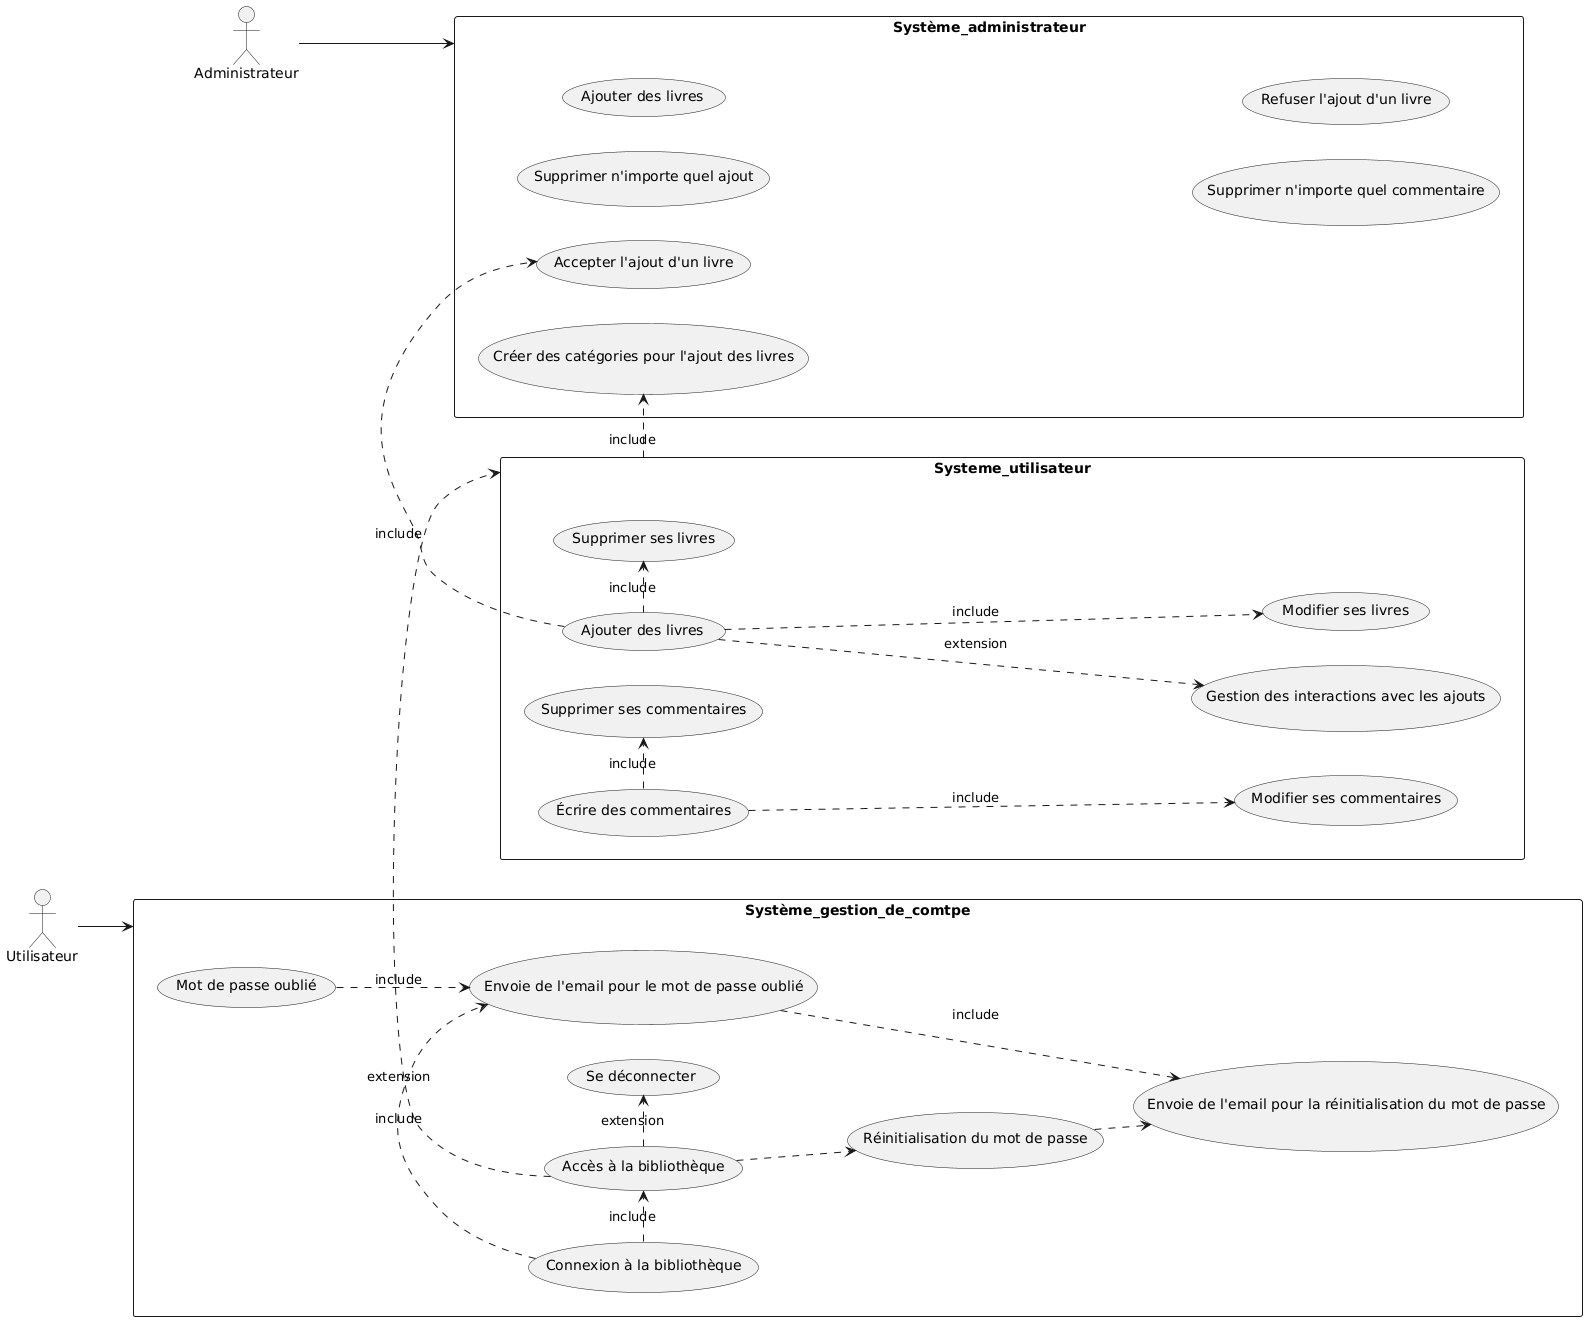 Administrateur
Système_administrateur
Ajouter des livres
Refuser l'ajout d'un livre
Supprimer n'importe quel ajout
Supprimer n'importe quel commentaire
Accepter l'ajout d'un livre
Créer des catégories pour l'ajout des livres
include
Systeme_utilisateur
include
Supprimer ses livres
include
Ajouter des livres
include
Modifier ses livres
extension
Gestion des interactions avec les ajouts
Supprimer ses commentaires
include
Écrire des commentaires
include
Modifier ses commentaires
Utilisateur
Système_gestion_de_comtpe
Mot de passe oublié
include
Envoie de l'email pour le mot de passe oublié
include
extension
Se déconnecter
include
extension
Envoie de l'email pour la réinitialisation du mot de passe
Réinitialisation du mot de passe
Accès à la bibliothèque
include
Connexion à la bibliothèque